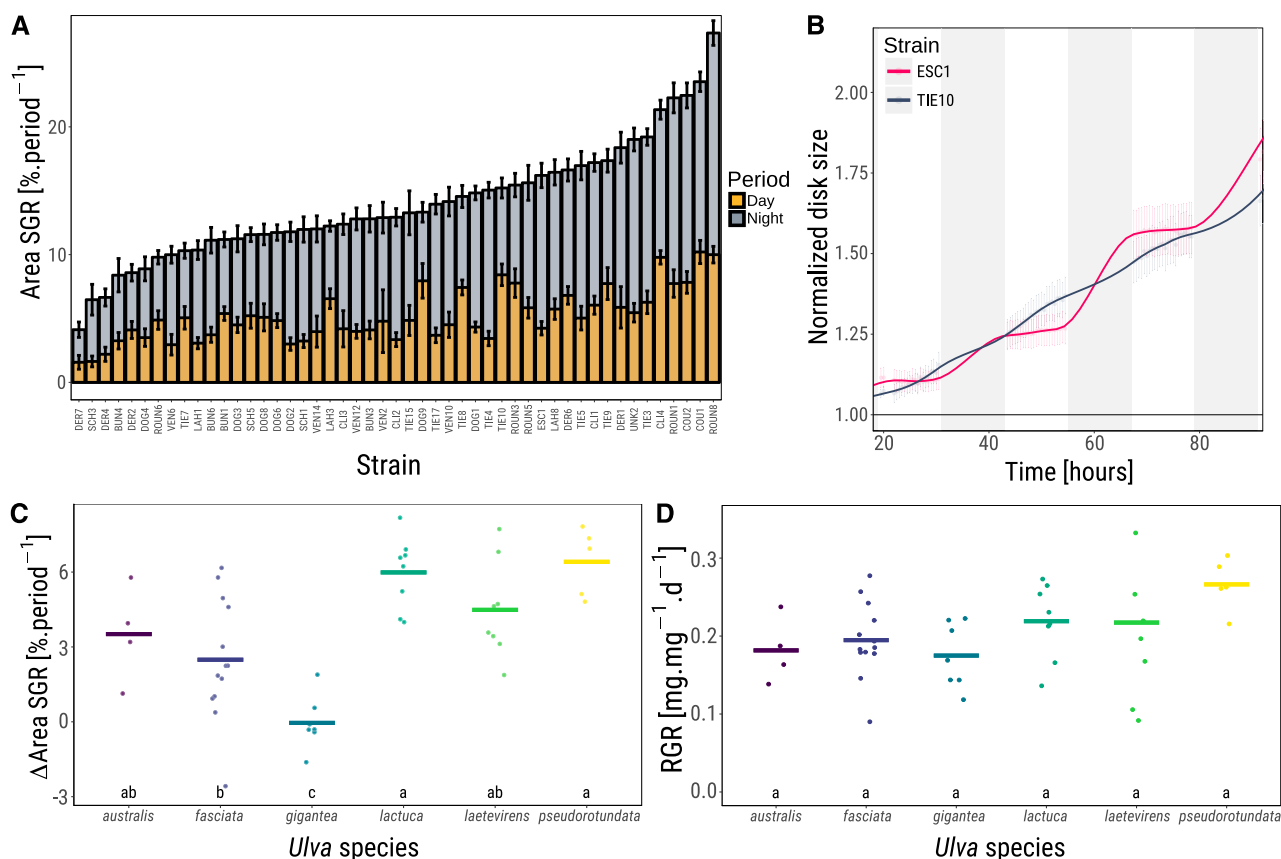 A
Area SGR [%.period⁻¹]
20
10
0
DER7 SCH3 DER4 BUN4 DER2 DOG4 ROUN6 VEN6 TIE7 LAH1 BUN6 BUN1 DOG3 SCH5 DOG8 DOG6 DOG2 SCH1 VEN14 LAH3 CLI3 VEN12 BUN3 VEN2 CLI2 TIE15 DOG9 TIE17 VEN10 TIE8 DOG1 TIE4 TIE10 ROUN3 ROUN5 ESC1 LAH8 DER6 TIE5 CLI1 TIE9 DER1 UNK2 TIE3 CLI4 ROUN1 COU2 COU1 ROUN8
Strain
Period
Day
Night
B
Normalized disk size
2.00
1.75
1.50
1.25
1.00
Strain
ESC1
TIE10
20 40 60 80
Time [hours]
C
ΔArea SGR [%.period⁻¹]
6
3
0
-3
ab b c a ab a
australis fasciata gigantea lactuca laetevirens pseudorotundata
Ulva species
D
RGR [mg.mg⁻¹.d⁻¹]
0.3
0.2
0.1
0.0
a a a a a a
australis fasciata gigantea lactuca laetevirens pseudorotundata
Ulva species